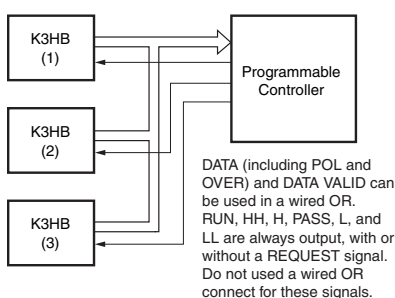 K3HB
(1)
K3HB
(2)
K3HB
(3)
Programmable
Controller
DATA (including POL and
OVER) and DATA VALID can
be used in a wired OR.
RUN, HH, H, PASS, L, and
LL are always output, with or
without a REQUEST signal.
Do not used a wired OR
connect for these signals.